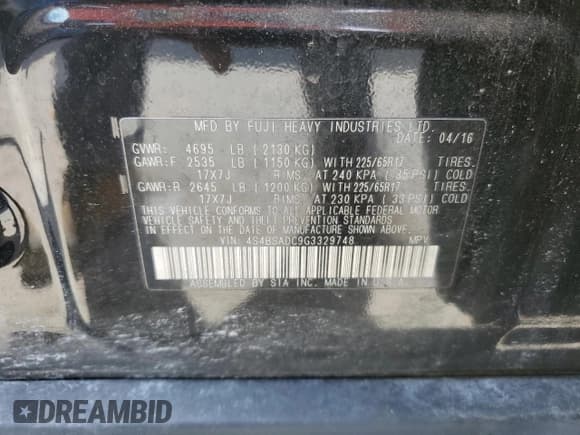 MFD BY FUJI HEAVY INDUSTRIES LTD.
DATE: 04/16
GVWR: 4695 LB ( 2130 KG)
GAWR:F 2535 LB ( 1150 KG) WITH 225/65R17 TIRES.
17X7J RIMS. AT 240 KPA ( 35 PSI) COLD
GAWR:R 2645 LB ( 1200 KG) WITH 225/65R17 TIRES.
17X7J RIMS. AT 230 KPA ( 33 PSI) COLD
THIS VEHICLE CONFORMS TO ALL APPLICABLE FEDERAL MOTOR
VEHICLE SAFETY AND THEFT PREVENTION STANDARDS
IN EFFECT ON THE DATE OF MANUFACTURE SHOWN ABOVE.
VIN: 4S4BSADC9G3329748 MPV
ASSEMBLED BY SIA INC. MADE IN U.S.A.
DREAMBID